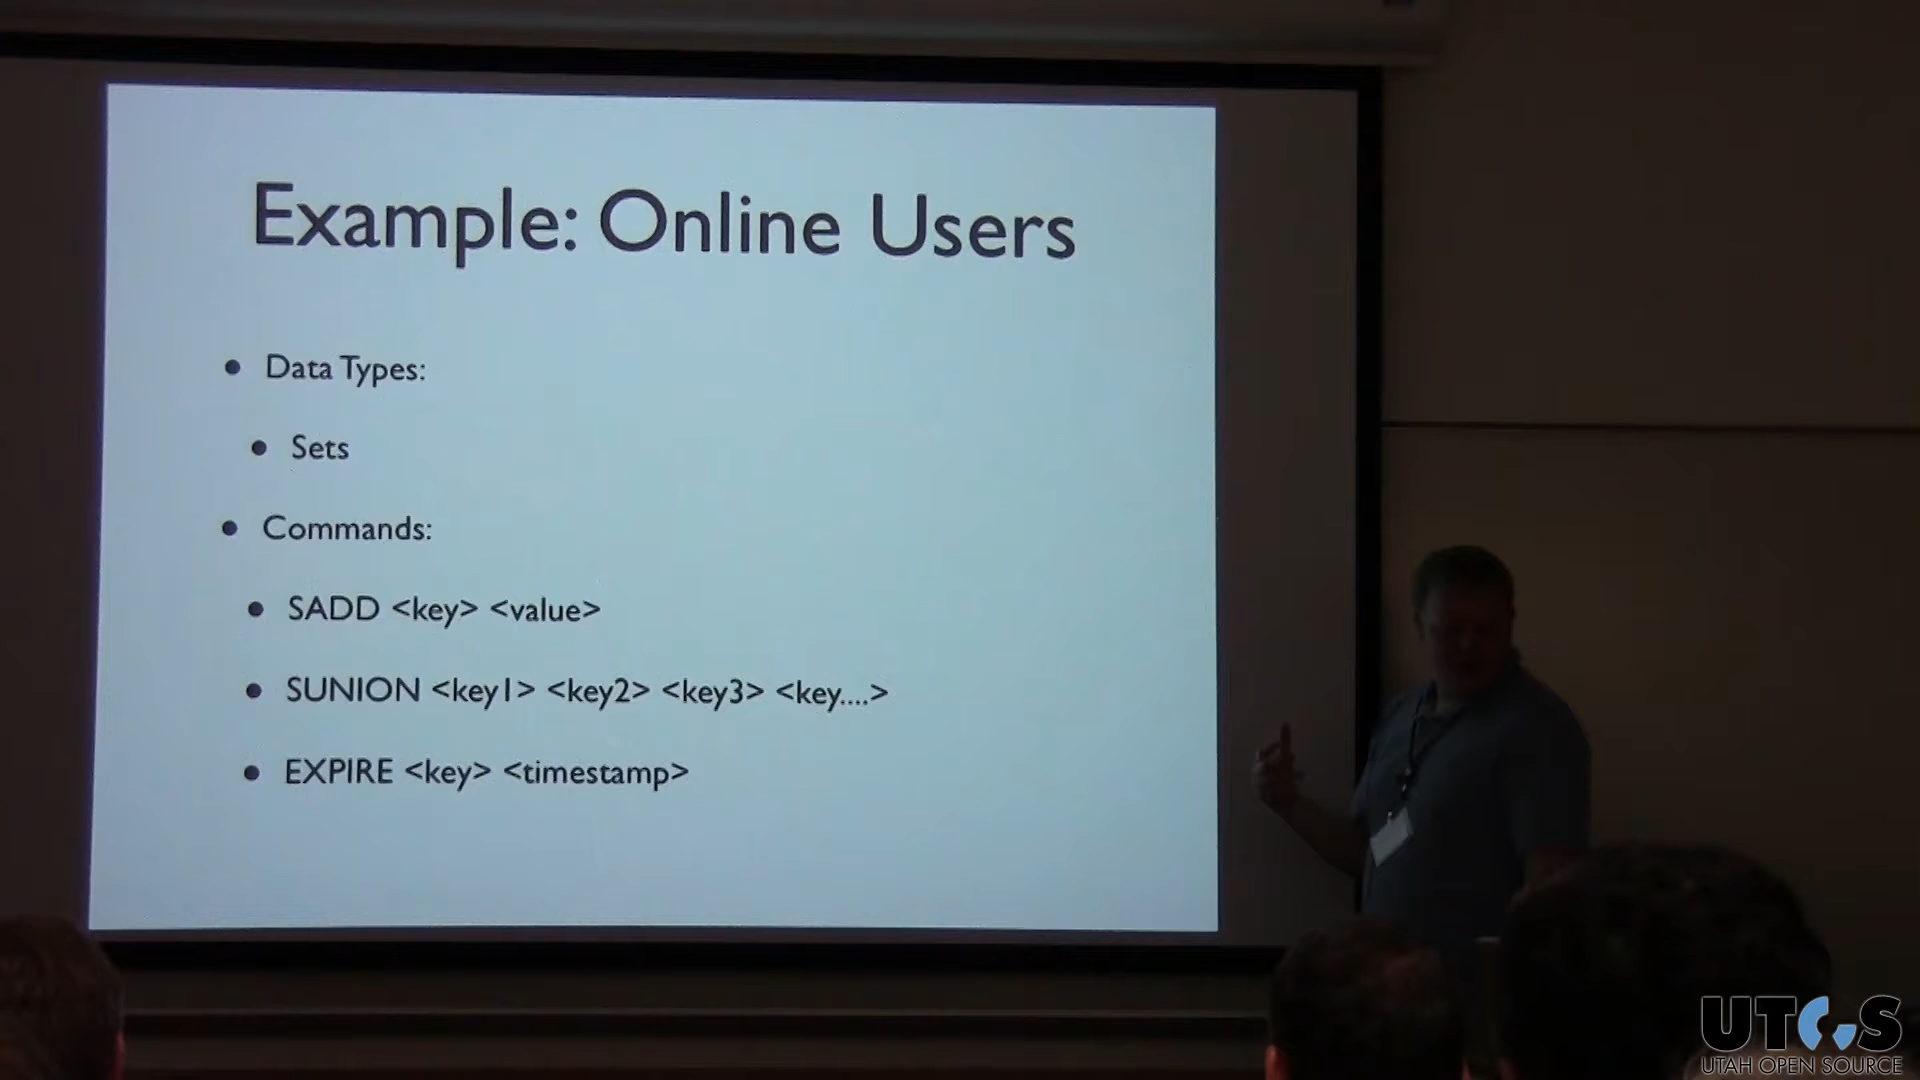 Example: Online Users
• Data Types:
• Sets
• Commands:
• SADD <key> <value>
• SUNION <key1> <key2> <key3> <key....>
• EXPIRE <key> <timestamp>
UTOS
UTAH OPEN SOURCE